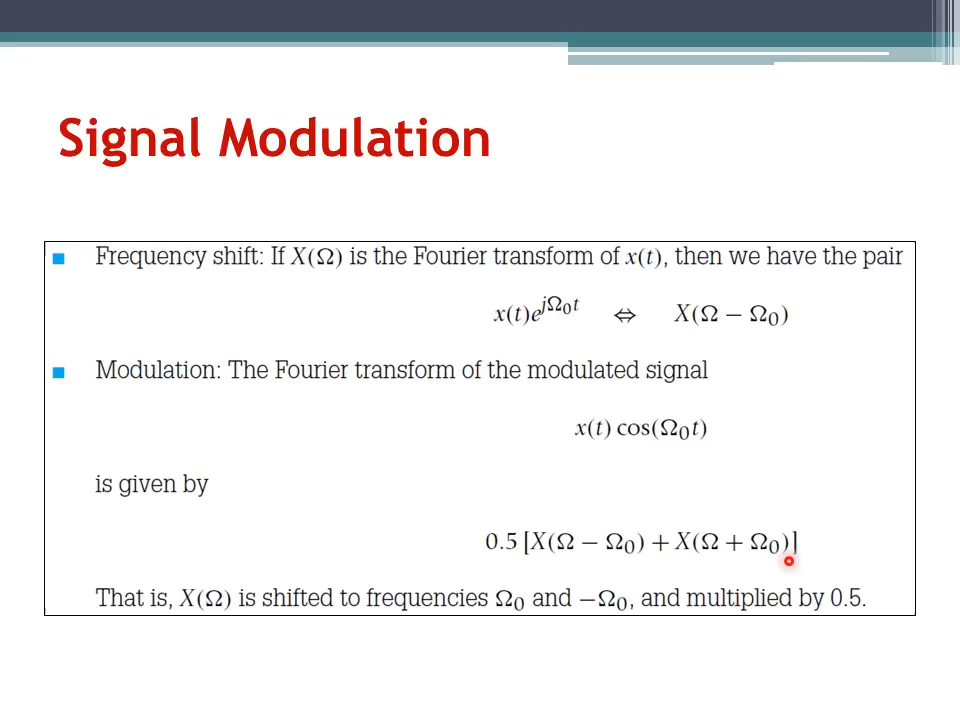 Signal Modulation
Frequency shift: If X(Ω) is the Fourier transform of x(t), then we have the pair
x(t)e^{jΩ₀t} ⇔ X(Ω − Ω₀)
Modulation: The Fourier transform of the modulated signal
x(t) cos(Ω₀t)
is given by
0.5 [X(Ω − Ω₀) + X(Ω + Ω₀)]
That is, X(Ω) is shifted to frequencies Ω₀ and −Ω₀, and multiplied by 0.5.